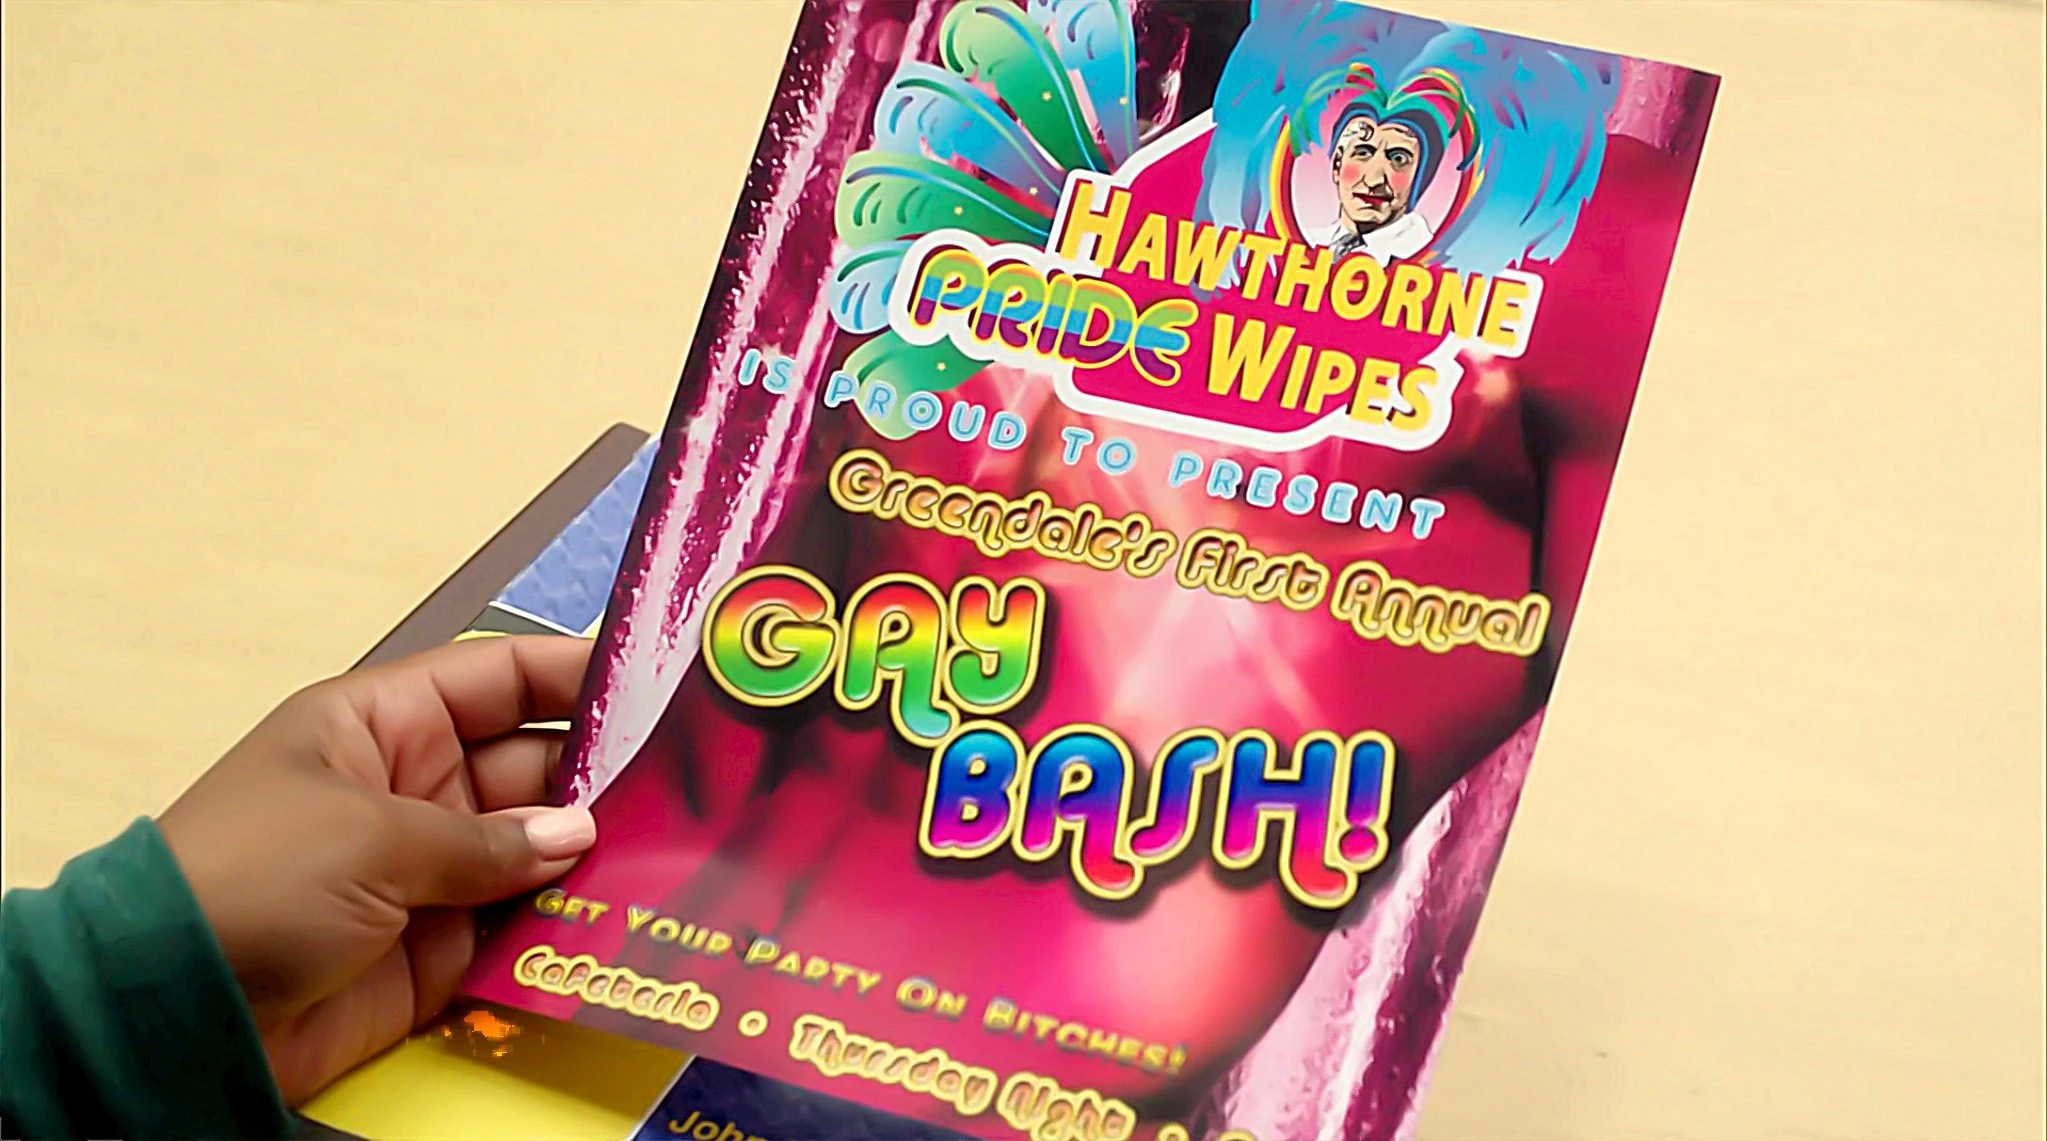 HAWTHORNE
PRIDE WIPES
IS PROUD TO PRESENT
Greendale's First Annual
GAY
BASH!
GET YOUR PARTY ON BITCHES!
Cafeteria • Thursday Night •
John